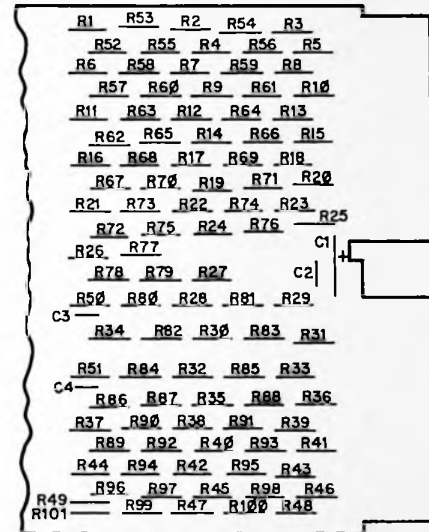 R1 R53 R2 R54 R3
R52 R55 R4 R56 R5
R6 R58 R7 R59 R8
R57 R6Ø R9 R61 R1Ø
R11 R63 R12 R64 R13
R62 R65 R14 R66 R15
R16 R68 R17 R69 R18
R67 R7Ø R19 R71 R2Ø
R21 R73 R22 R74 R23
R72 R75 R24 R76 R25
R26 R77 C1
+
R78 R79 R27 C2
R5Ø R8Ø R28 R81 R29
C3
R34 R82 R3Ø R83 R31
R51 R84 R32 R85 R33
C4
R86 R87 R35 R88 R36
R37 R9Ø R38 R91 R39
R89 R92 R4Ø R93 R41
R44 R94 R42 R95 R43
R96 R97 R45 R98 R46
R49
R1Ø1 R99 R47 R1ØØ R48